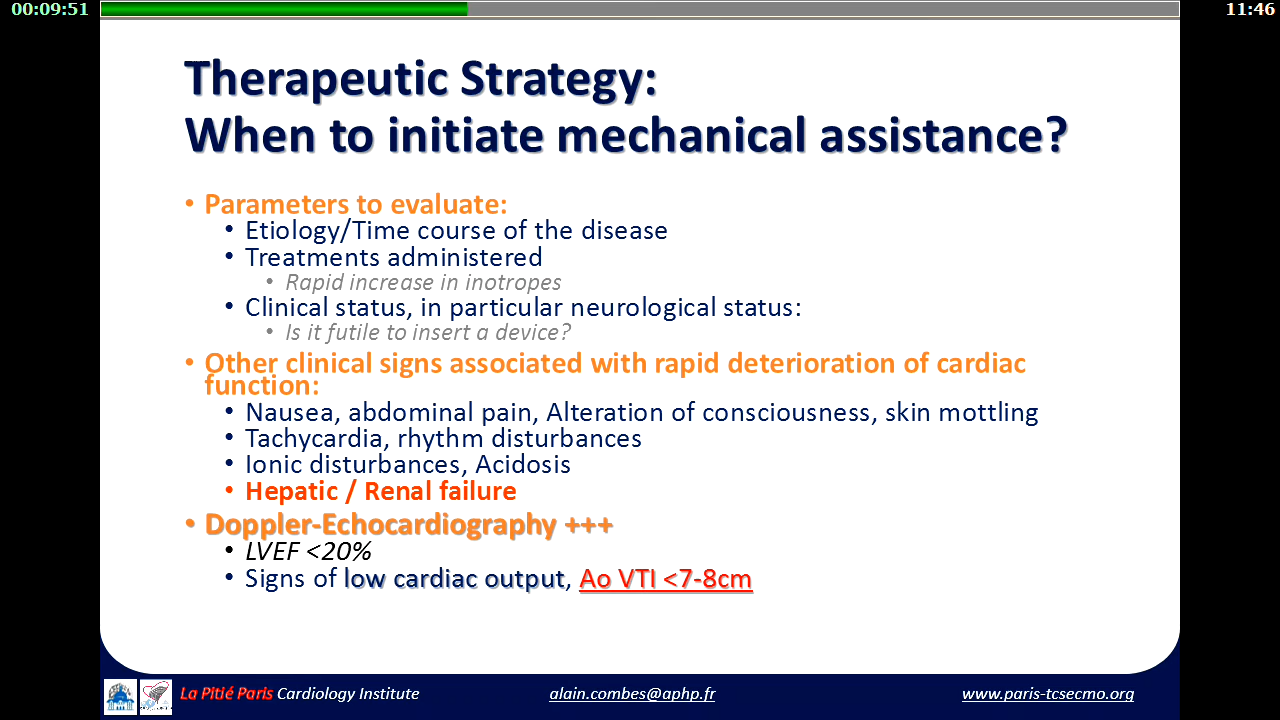 00:09:51
11:46
Therapeutic Strategy:
When to initiate mechanical assistance?
• Parameters to evaluate:
• Etiology/Time course of the disease
• Treatments administered
• Rapid increase in inotropes
• Clinical status, in particular neurological status:
• Is it futile to insert a device?
• Other clinical signs associated with rapid deterioration of cardiac
function:
• Nausea, abdominal pain, Alteration of consciousness, skin mottling
• Tachycardia, rhythm disturbances
• Ionic disturbances, Acidosis
• Hepatic / Renal failure
• Doppler-Echocardiography +++
• LVEF <20%
• Signs of low cardiac output, Ao VTI <7-8cm
La Pitié Paris Cardiology Institute
alain.combes@aphp.fr
www.paris-tcsecmo.org